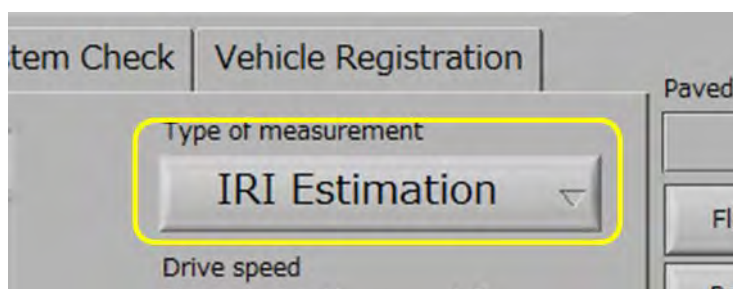 tem Check
Vehicle Registration
Paved
Type of measurement
IRI Estimation
Fl
Drive speed